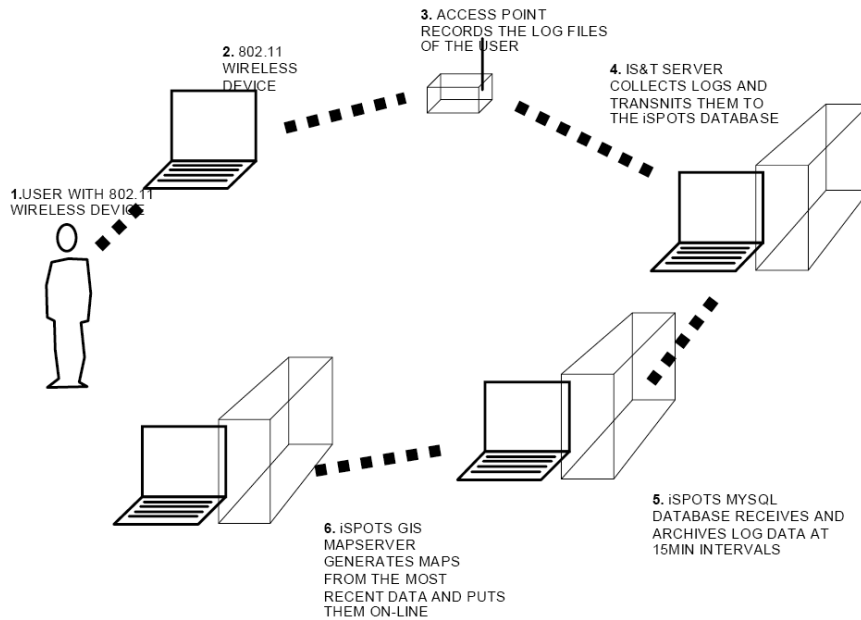 1.USER WITH 802.11
WIRELESS DEVICE
2. 802.11
WIRELESS
DEVICE
3. ACCESS POINT
RECORDS THE LOG FILES
OF THE USER
4. IS&T SERVER
COLLECTS LOGS AND
TRANSNITS THEM TO
THE iSPOTS DATABASE
5. iSPOTS MYSQL
DATABASE RECEIVES AND
ARCHIVES LOG DATA AT
15MIN INTERVALS
6. iSPOTS GIS
MAPSERVER
GENERATES MAPS
FROM THE MOST
RECENT DATA AND PUTS
THEM ON-LINE